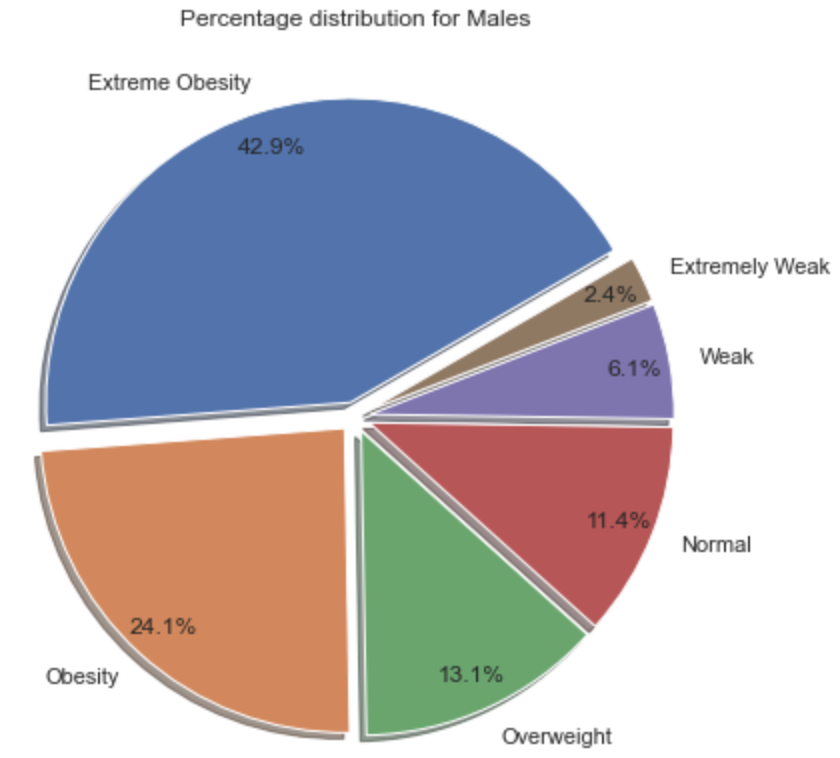 Percentage distribution for Males
Extreme Obesity
42.9%
Extremely Weak
2.4%
Weak
6.1%
11.4%
Normal
24.1%
Obesity
13.1%
Overweight